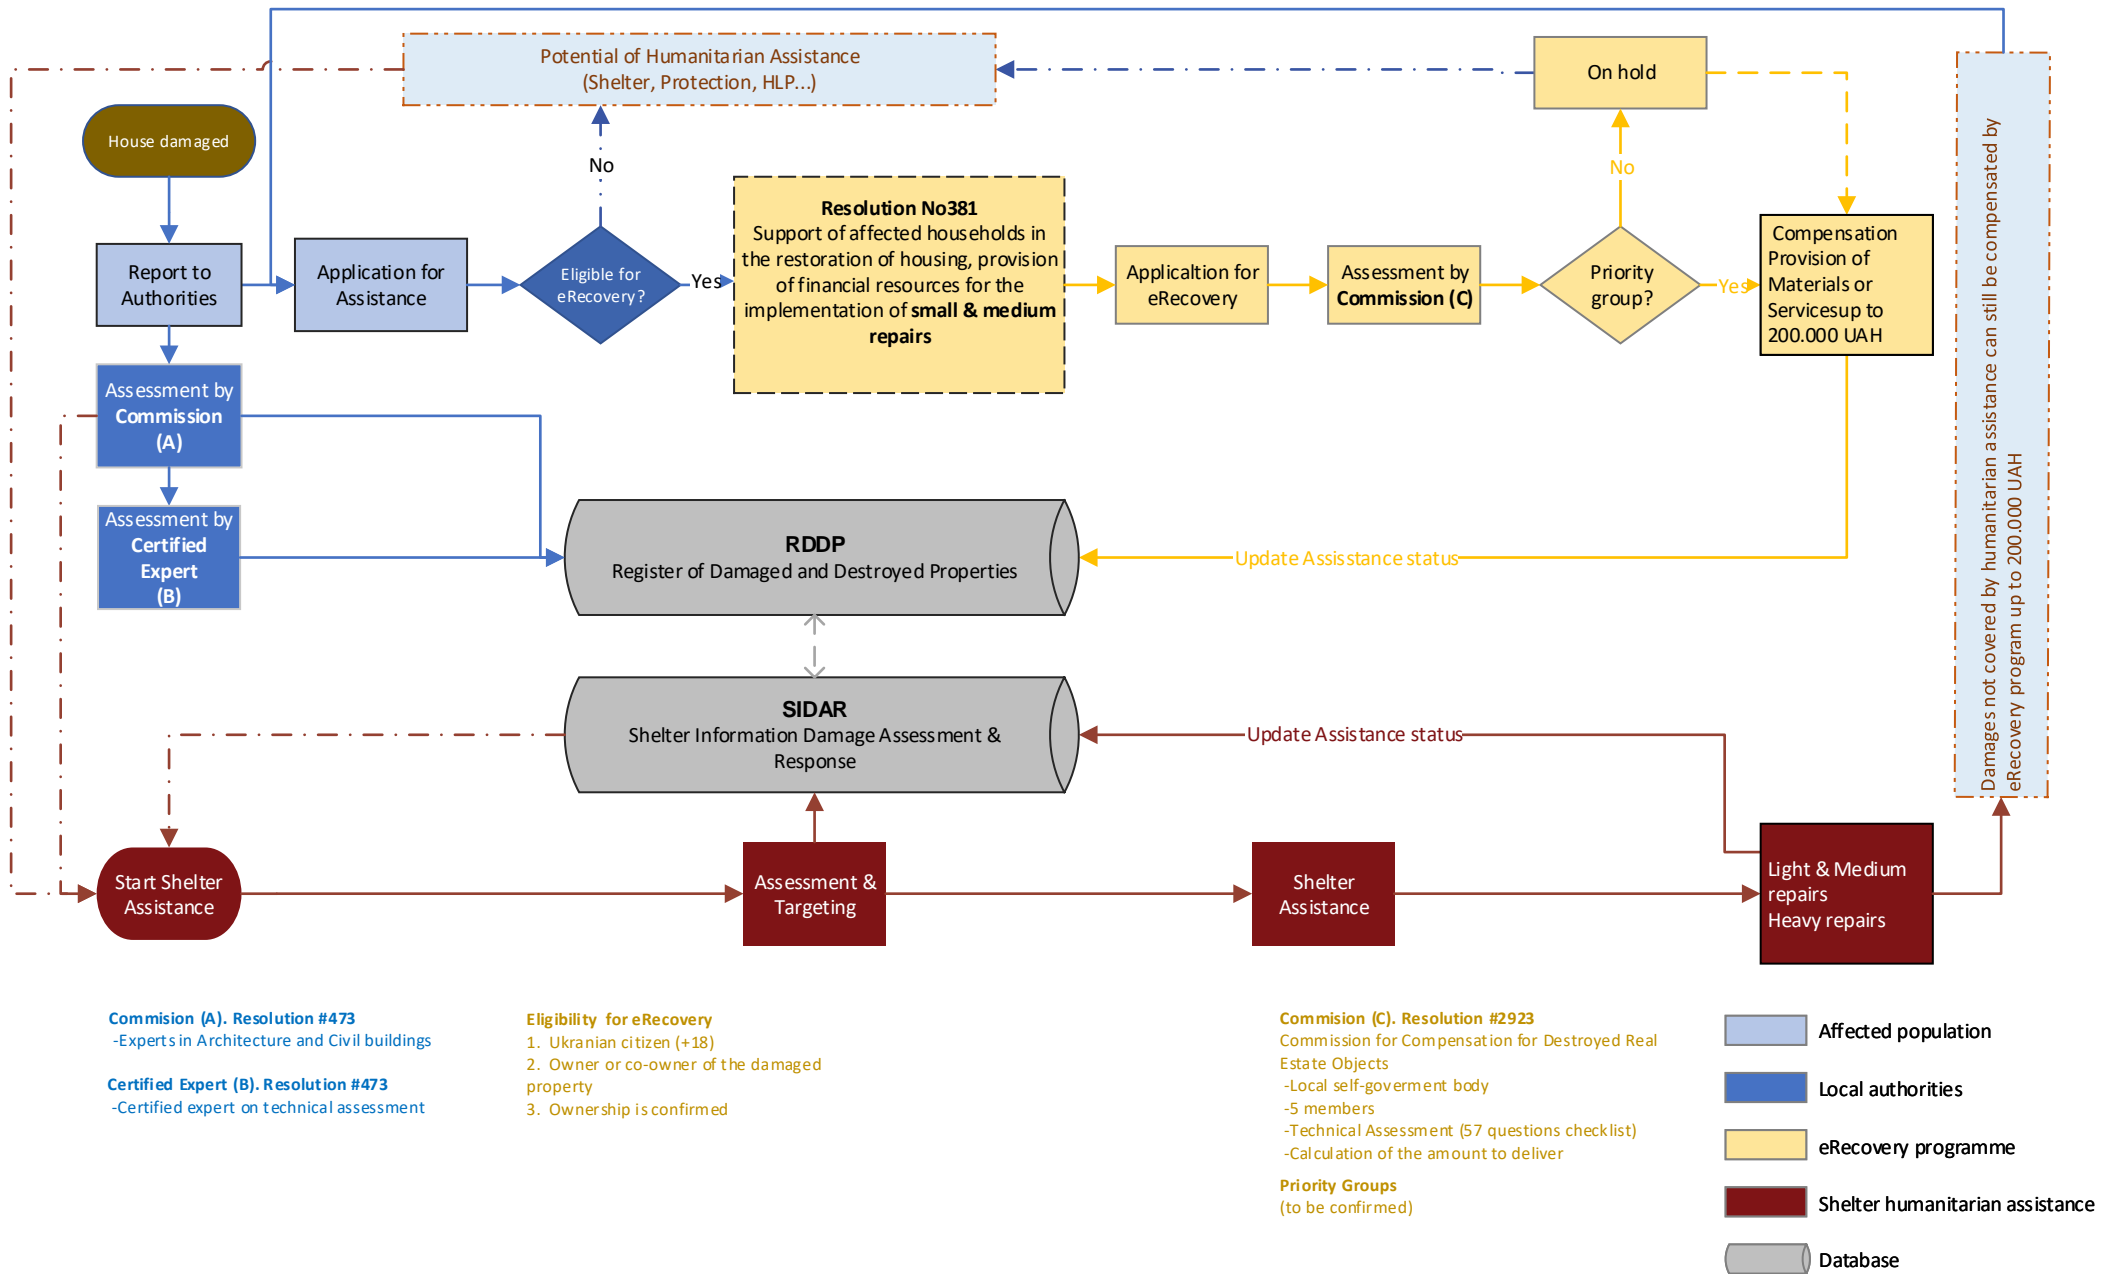 Potential of Humanitarian Assistance
(Shelter, Protection, HLP...)
On hold
House damaged
No
No
Report to
Authorities
Application for
Assistance
Eligible for
eRecovery?
Yes
Resolution No381
Support of affected households in
the restoration of housing, provision
of financial resources for the
implementation of small & medium
repairs
Applicaltion for
eRecovery
Assessment by
Commission (C)
Priority
group?
Yes
Compensation
Provision of
Materials or
Servicesup to
200.000 UAH
Damages not covered by humanitarian assistance can still be compensated by
eRecovery program up to 200.000 UAH
Assessment by
Commission
(A)
Assessment by
Certified
Expert
(B)
RDDP
Register of Damaged and Destroyed Properties
Update Assisstance status
SIDAR
Shelter Information Damage Assessment &
Response
Update Assistance status
Start Shelter
Assistance
Assessment &
Targeting
Shelter
Assistance
Light & Medium
repairs
Heavy repairs
Commision (A). Resolution #473
-Experts in Architecture and Civil buildings
Certified Expert (B). Resolution #473
-Certified expert on technical assessment
Eligibility for eRecovery
1. Ukranian citizen (+18)
2. Owner or co-owner of the damaged
property
3. Ownership is confirmed
Commision (C). Resolution #2923
Commission for Compensation for Destroyed Real
Estate Objects
-Local self-goverment body
-5 members
-Technical Assessment (57 questions checklist)
-Calculation of the amount to deliver
Priority Groups
(to be confirmed)
Affected population
Local authorities
eRecovery programme
Shelter humanitarian assistance
Database